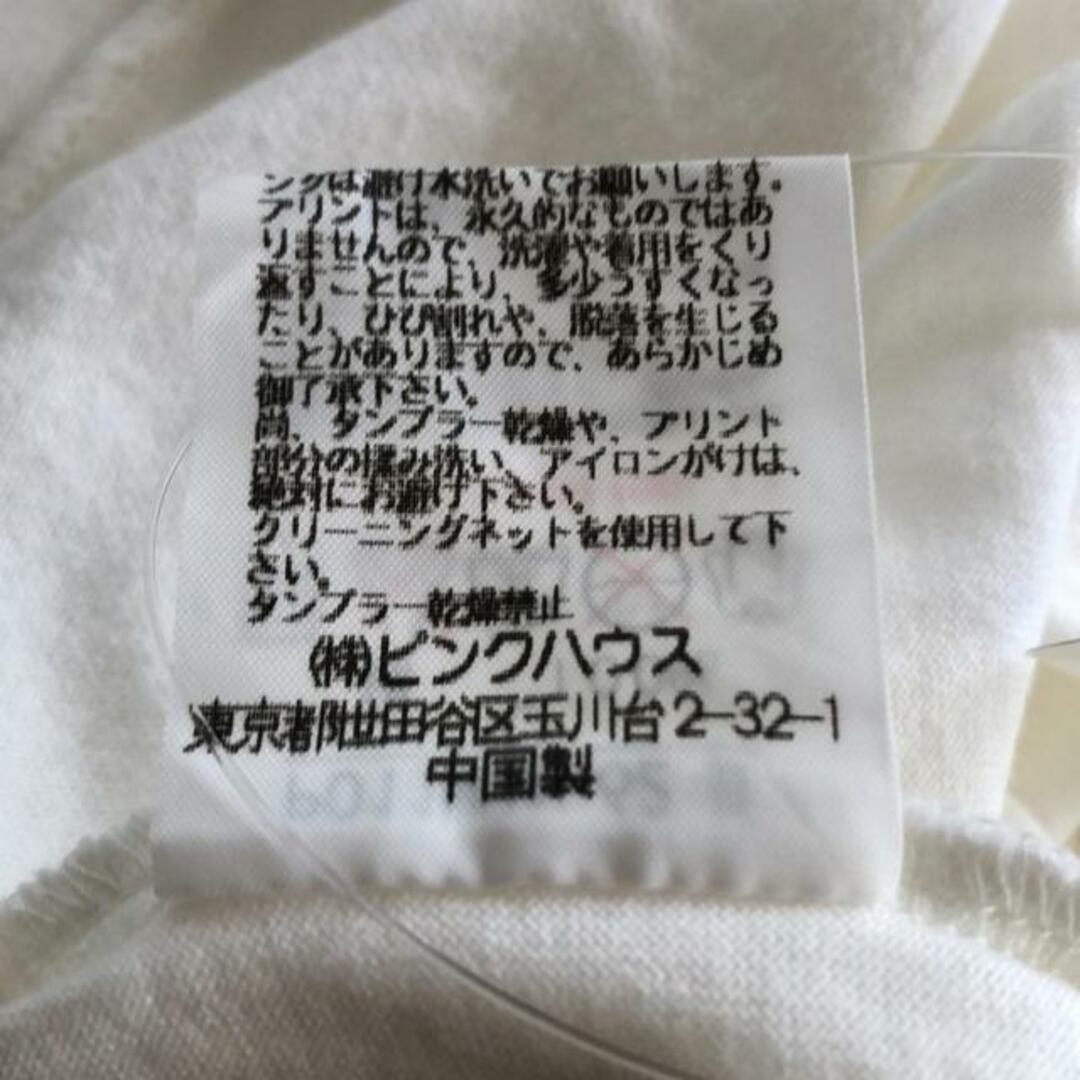 ングは避け水洗いでお願いします。
プリントは、永久的なものではあ
りませんので、洗濯や着用をくり
返すことにより、多少うすくなっ
たり、ひび割れや、脱落を生じる
ことがありますので、あらかじめ
御了承下さい。
尚、タンブラー乾燥や、プリント
部分の揉み洗い、アイロンがけは、
絶対にお避け下さい。
クリーニングネットを使用して下
さい。
タンブラー乾燥禁止
(株)ピンクハウス
東京都世田谷区玉川台2-32-1
中国製